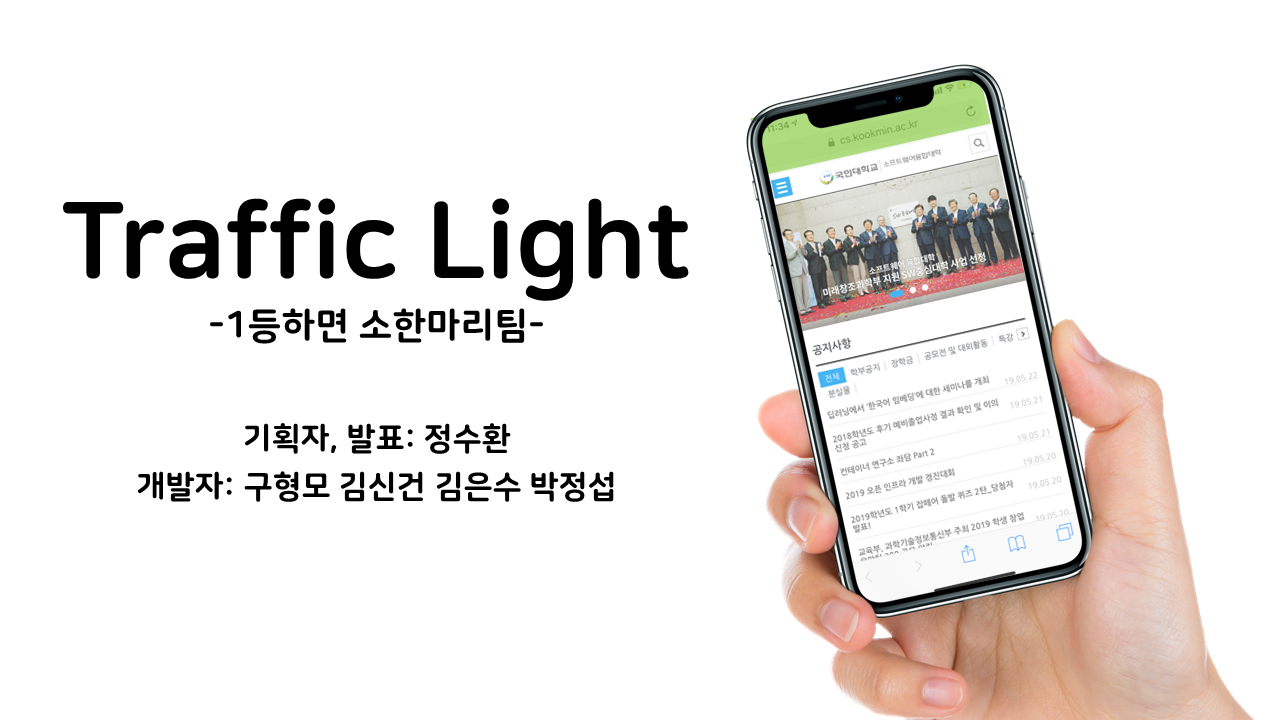 Traffic Light
-1등하면 소한마리팀-
기획자, 발표: 정수환
개발자: 구형모 김신건 김은수 박정섭
11:34
cs.kookmin.ac.kr
국민대학교 소프트웨어융합대학
소프트웨어 융합대학
미래창조과학부 지원 SW중심대학 사업 선정
공지사항
전체 학부공지 장학금 공모전 및 대외활동 특강
분실물
딥러닝에서 '한국어 임베딩'에 대한 세미나를 개최 19.05.22
2018학년도 후기 예비졸업사정 결과 확인 및 이의 19.05.21
신청 공고
컨테이너 연구소 좌담 Part 2 19.05.21
2019 오픈 인프라 개발 경진대회 19.05.20
2019학년도 1학기 잡페어 돌발 퀴즈 2탄_당첨자 19.05.20
발표!
교육부, 과학기술정보통신부 주최 2019 학생 창업 19.05.20